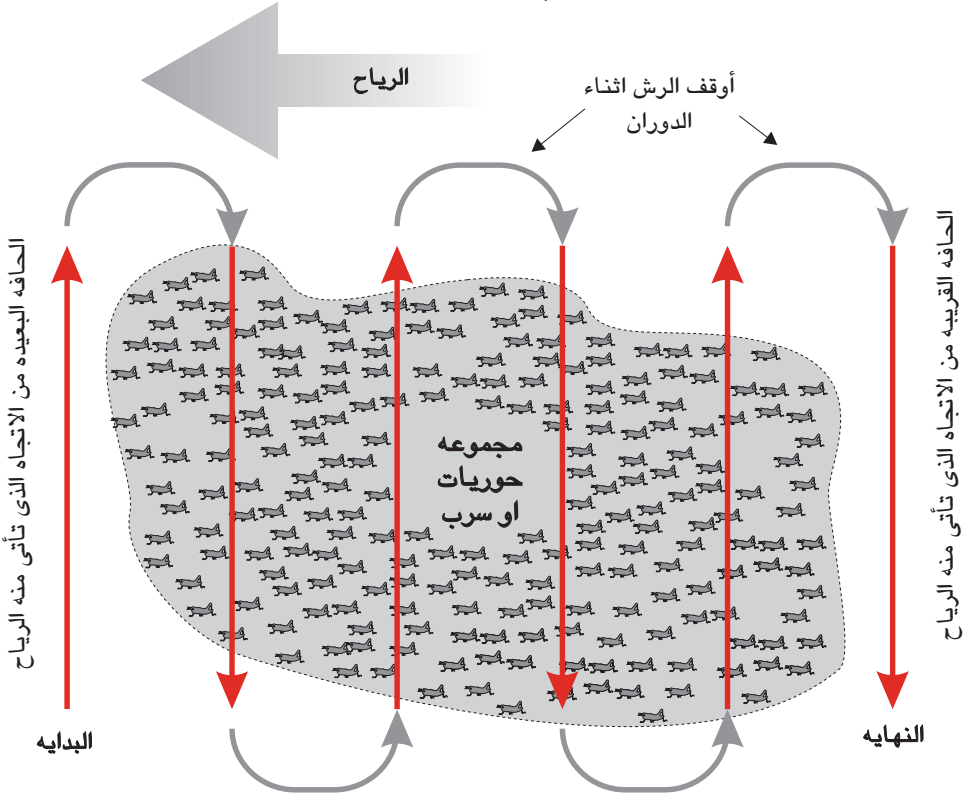 الرياح
أوقف الرش اثناء
الدوران
الحافه القريبه من الاتجاه الذى تأتى منه الرياح
الحافه البعيده من الاتجاه الذى تأتى منه الرياح
مجموعه
حوريات
او سرب
النهايه
البدايه